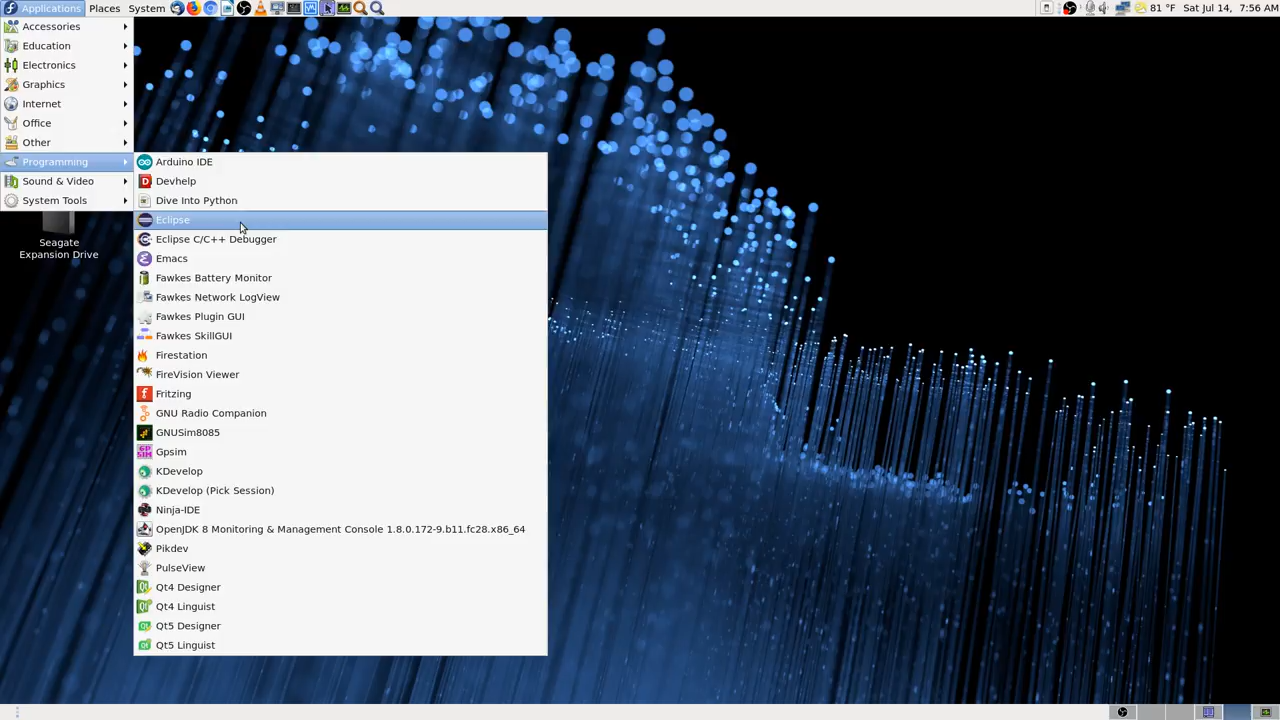 Applications Places System 81 °F Sat Jul 14, 7:56 AM
Accessories
Education
Electronics
Graphics
Internet
Office
Other
Programming
Sound & Video
System Tools
Arduino IDE
Devhelp
Dive Into Python
Eclipse
Eclipse C/C++ Debugger
Emacs
Fawkes Battery Monitor
Fawkes Network LogView
Fawkes Plugin GUI
Fawkes SkillGUI
Firestation
FireVision Viewer
Fritzing
GNU Radio Companion
GNUSim8085
Gpsim
KDevelop
KDevelop (Pick Session)
Ninja-IDE
OpenJDK 8 Monitoring & Management Console 1.8.0.172-9.b11.fc28.x86_64
Pikdev
PulseView
Qt4 Designer
Qt4 Linguist
Qt5 Designer
Qt5 Linguist
Seagate
Expansion Drive